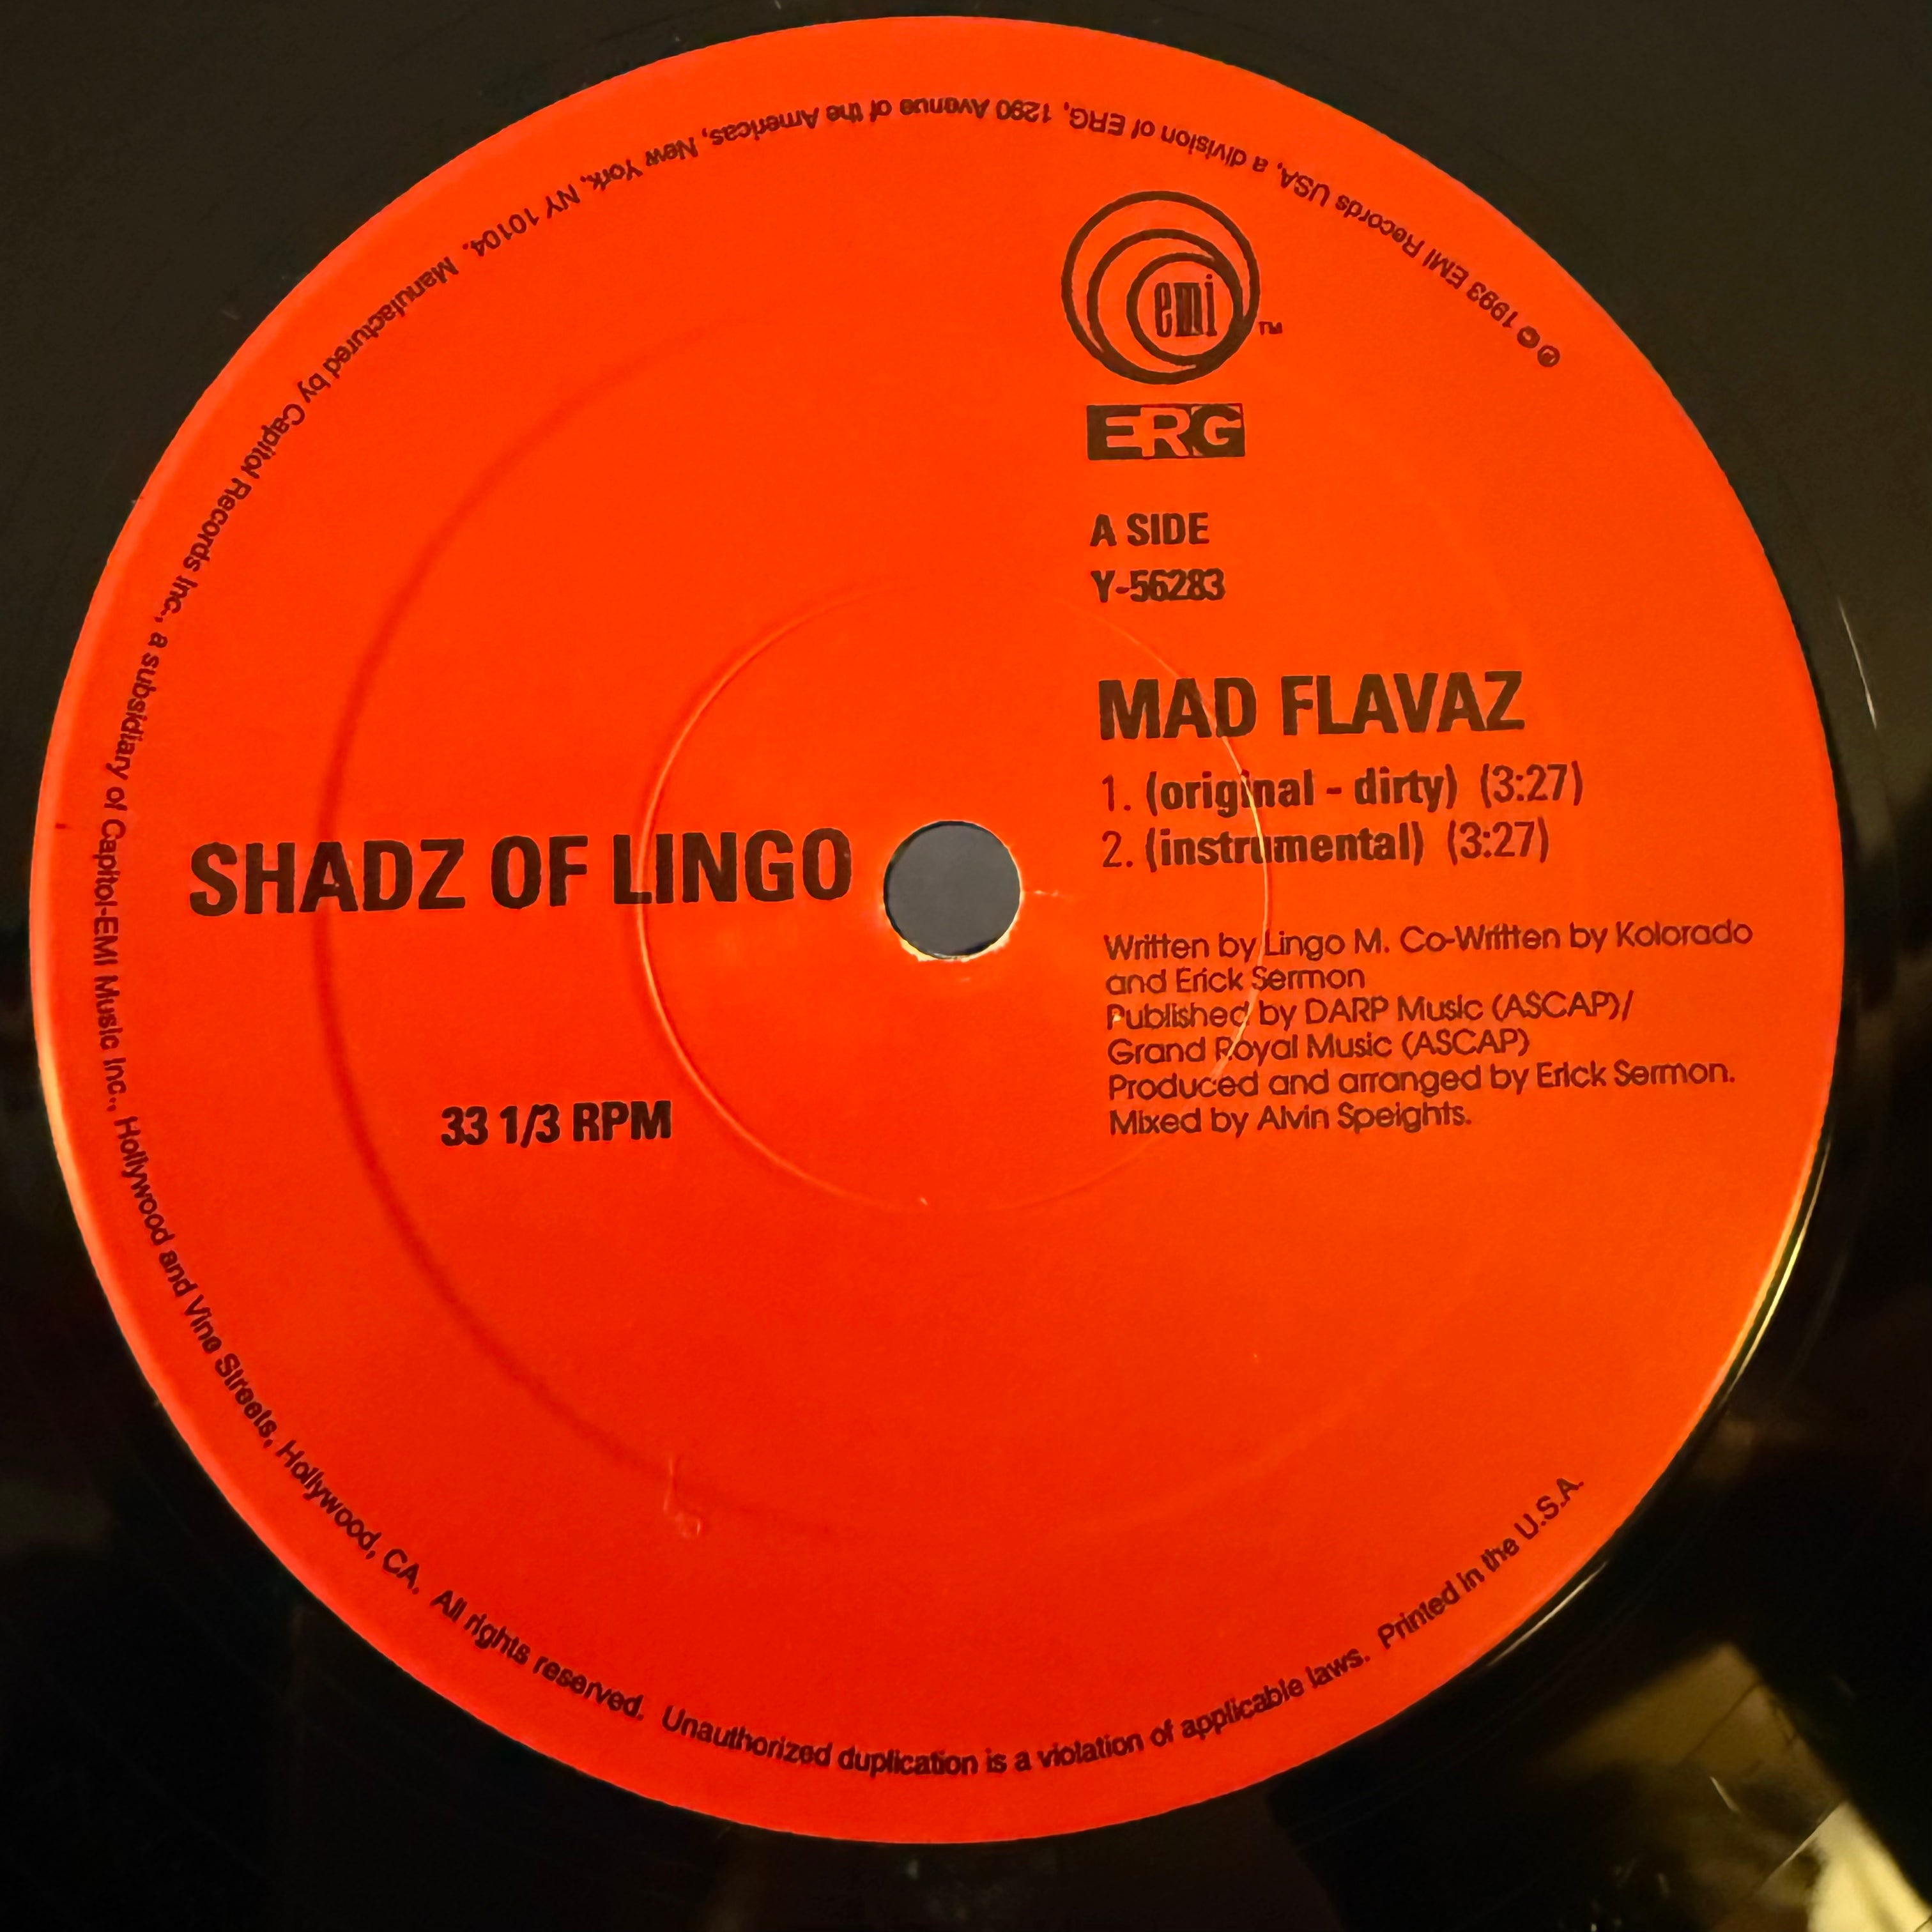 emi
TM
ERG
A SIDE
Y-56283
MAD FLAVAZ
1. (original - dirty) (3:27)
2. (instrumental) (3:27)
SHADZ OF LINGO
Written by Lingo M. Co-Written by Kolorado
and Erick Sermon
Published by DARP Music (ASCAP)/
Grand Royal Music (ASCAP)
Produced and arranged by Erick Sermon.
Mixed by Alvin Speights.
33 1/3 RPM
℗ © 1993 EMI Records USA, a division of ERG, 1290 Avenue of the Americas, New York, NY 10104. Manufactured by Capitol Records Inc., a subsidiary of Capitol-EMI Music Inc., Hollywood and Vine Streets, Hollywood, CA. All rights reserved. Unauthorized duplication is a violation of applicable laws. Printed in the U.S.A.